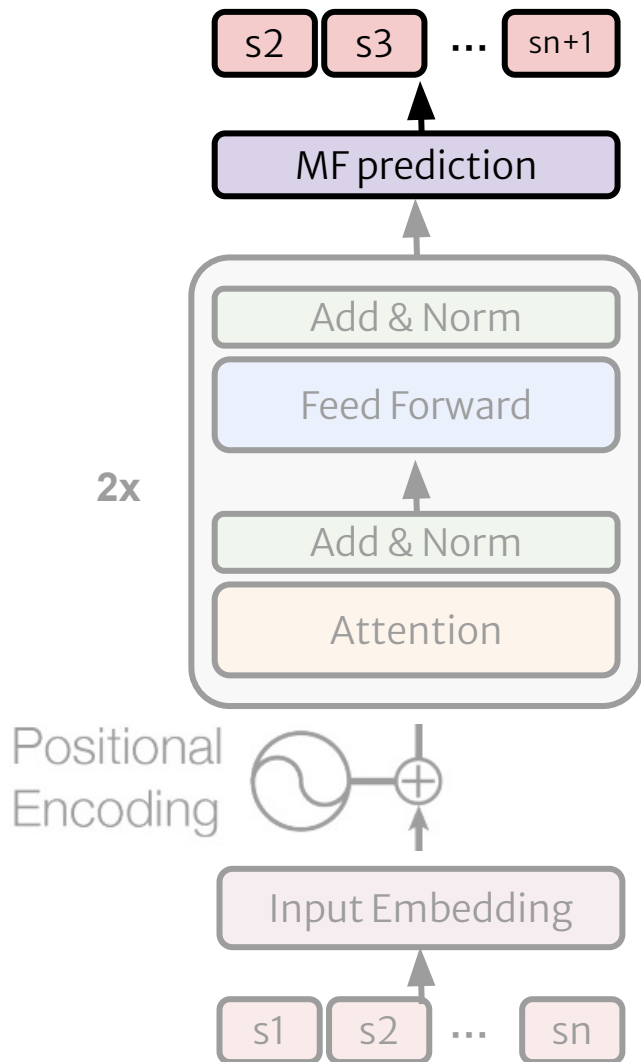 s2 s3 ... sn+1
MF prediction
Add & Norm
Feed Forward
2x
Add & Norm
Attention
Positional
Encoding
Input Embedding
s1 s2 ... sn